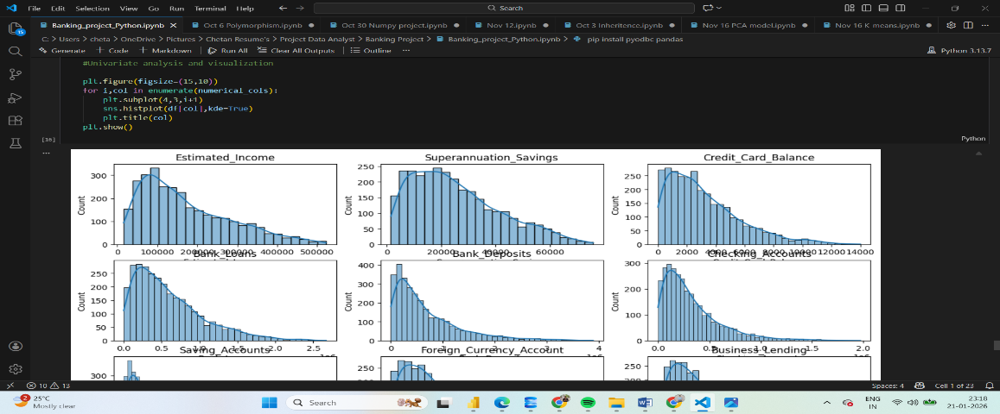 File Edit Selection View Go Run Terminal Help
Search
Banking_project_Python.ipynb
Oct 6 Polymorphism.ipynb
Oct 30 Numpy project.ipynb
Nov 12.ipynb
Oct 3 Inheritence.ipynb
Nov 16 PCA model.ipynb
Nov 16 K means.ipynb
C: > Users > cheta > OneDrive > Pictures > Chetan Resume's > Project Data Analyst > Banking Project > Banking_project_Python.ipynb > pip install pyodbc pandas
Generate + Code + Markdown Run All Clear All Outputs Outline ...
Python 3.13.7
#Univariate analysis and visualization
plt.figure(figsize=(15,10))
for i,col in enumerate(numerical_cols):
plt.subplot(4,3,i+1)
sns.histplot(df[col],kde=True)
plt.title(col)
plt.show()
[16]
Python
Estimated_Income
Superannuation_Savings
Credit_Card_Balance
Count
300
200
100
0
0 100000 200000 300000 400000 500000
Count
250
200
150
100
50
0
0 20000 40000 60000
Count
250
200
150
100
50
0
0 2000 4000 6000 8000 10000 12000 14000
Bank_Loans
Bank_Deposits
Checking_Accounts
Count
250
200
150
100
50
0
0.0 0.5 1.0 1.5 2.0 2.5
Count
400
300
200
100
0
0 1 2 3 4
Count
300
200
100
0
0.0 0.5 1.0 1.5 2.0
Saving_Accounts
Foreign_Currency_Account
Business_Lending
300
250
200
250
200
10 13
Spaces: 4
Cell 1 of 23
2
25°C
Mostly clear
Search
ENG
IN
23:18
21-01-2026